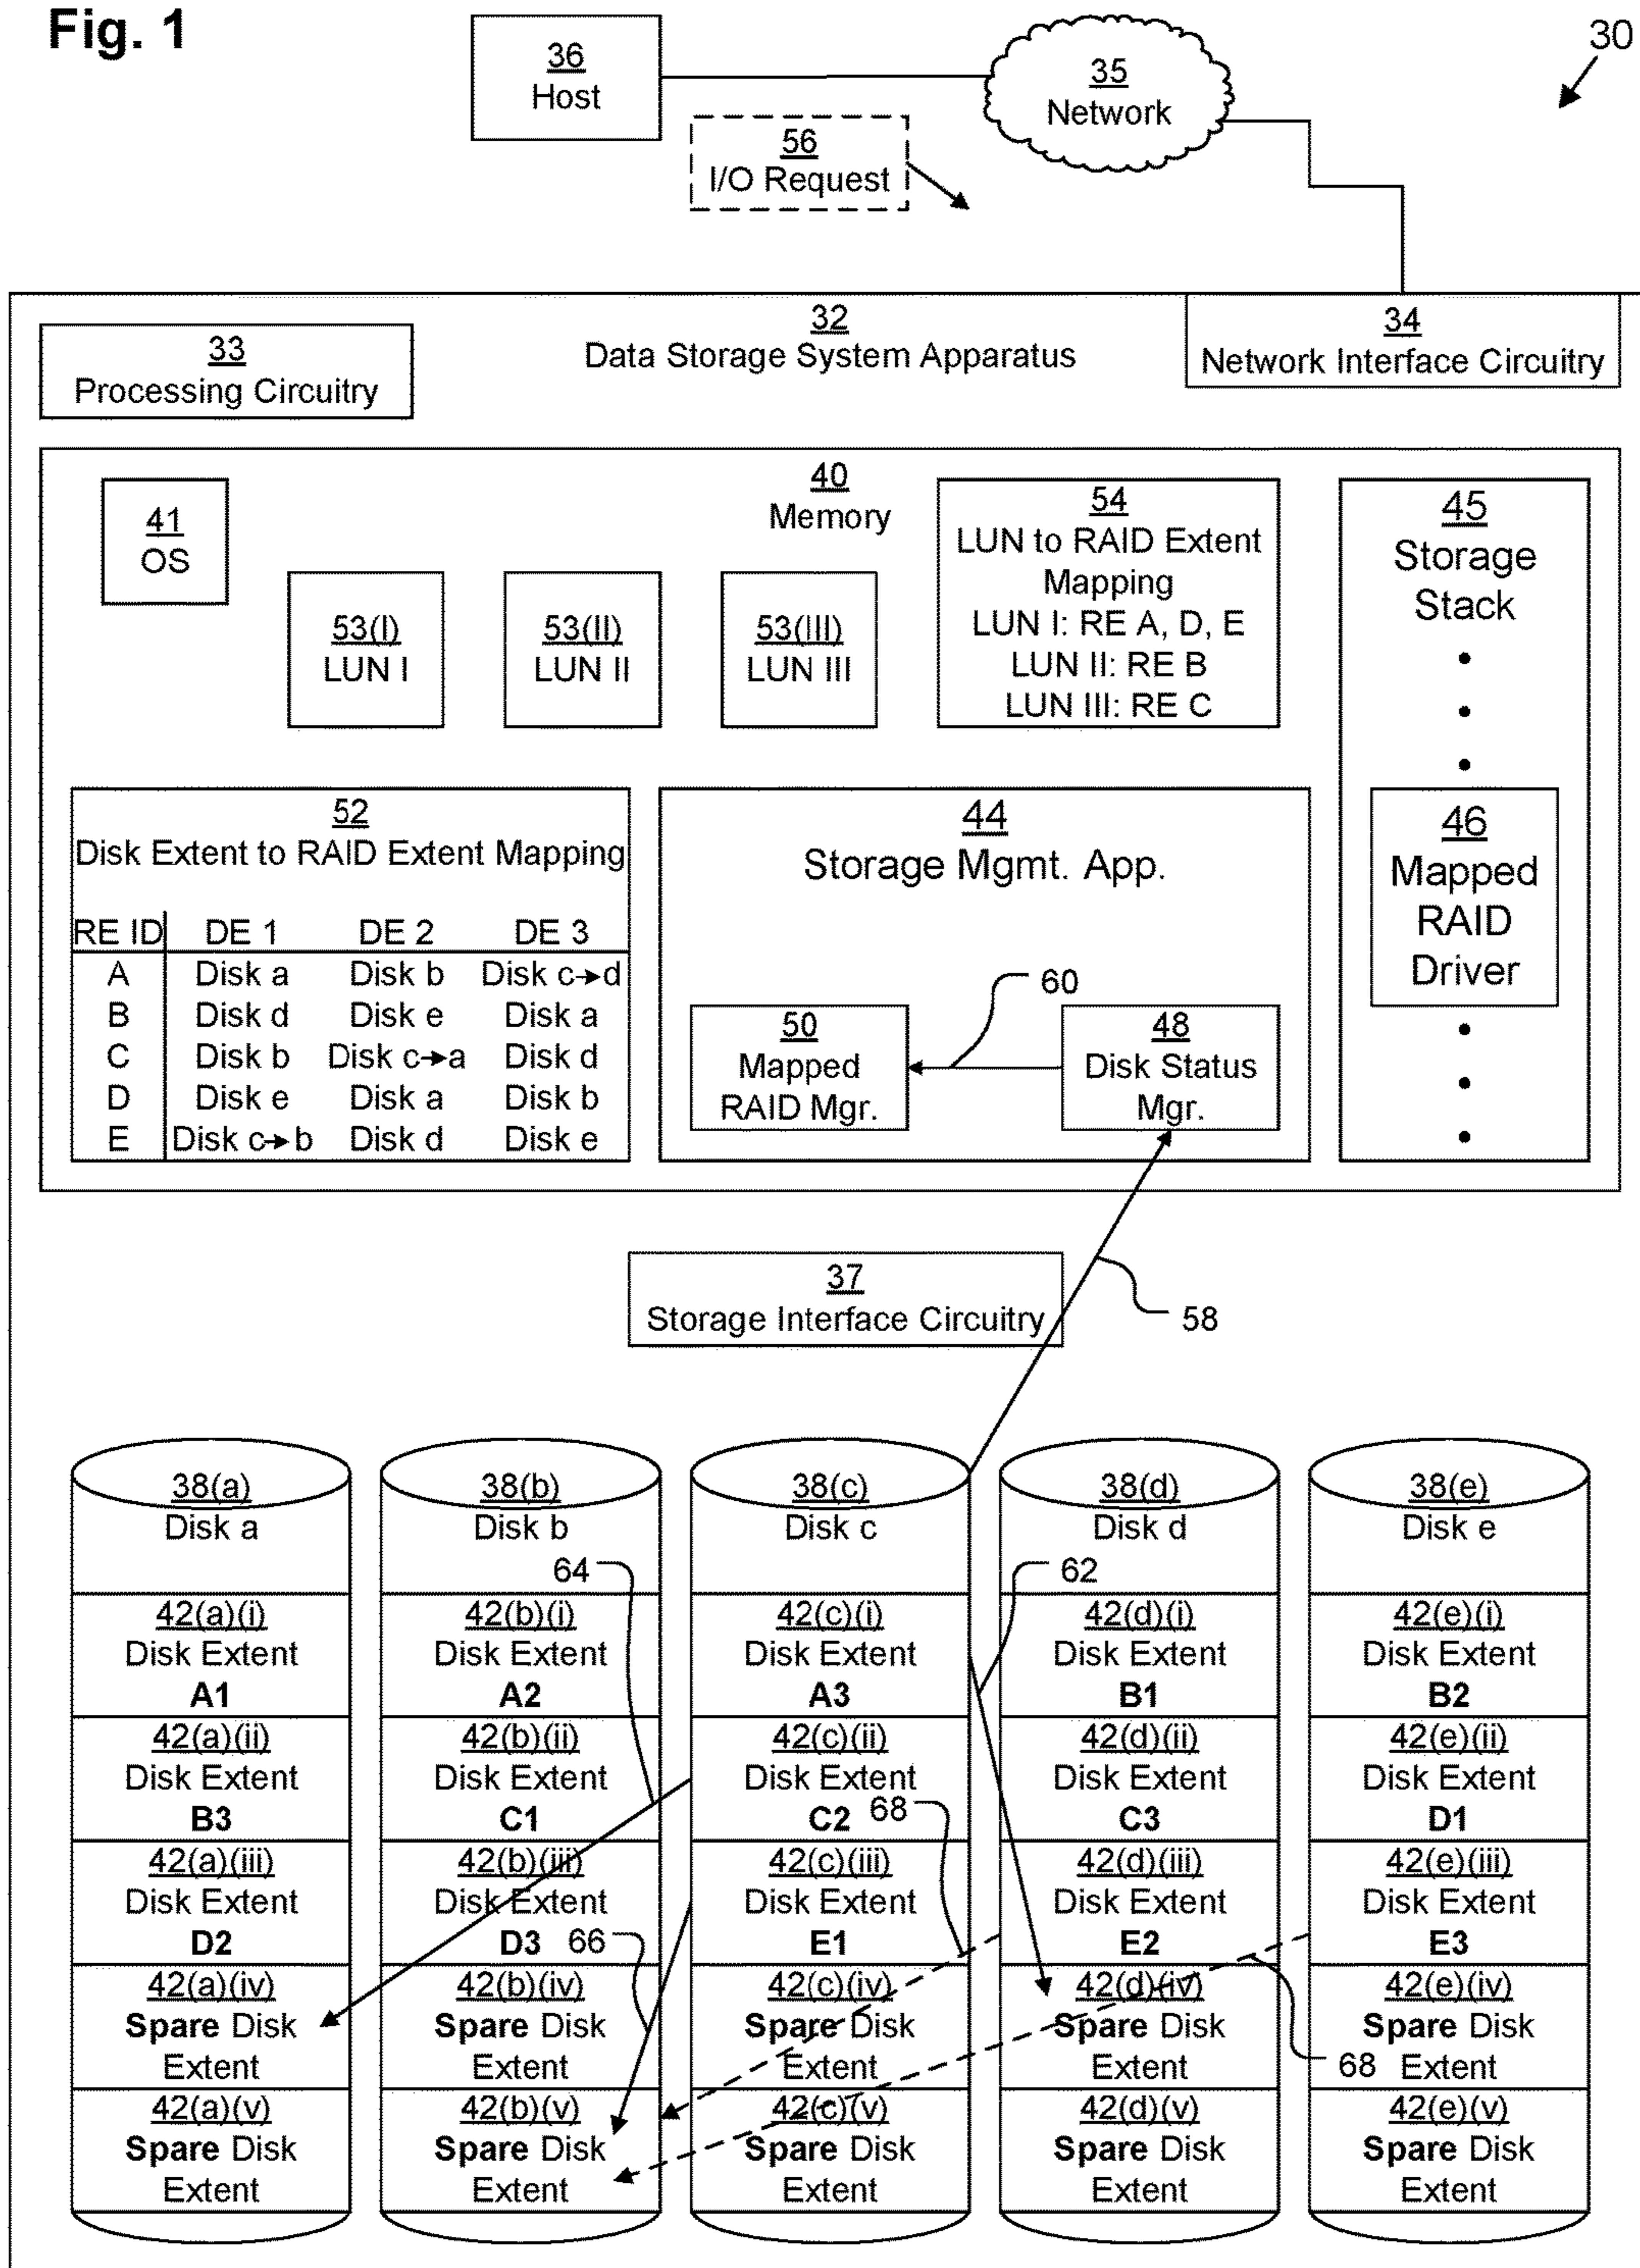 Fig. 1
30
36
Host
35
Network
56
I/O Request
32
Data Storage System Apparatus
33
Processing Circuitry
34
Network Interface Circuitry
40
Memory
41
OS
53(I)
LUN I
53(II)
LUN II
53(III)
LUN III
54
LUN to RAID Extent
Mapping
LUN I: RE A, D, E
LUN II: RE B
LUN III: RE C
45
Storage
Stack
46
Mapped
RAID
Driver
52
Disk Extent to RAID Extent Mapping
RE ID DE 1 DE 2 DE 3
A Disk a Disk b Disk c→d
B Disk d Disk e Disk a
C Disk b Disk c→a Disk d
D Disk e Disk a Disk b
E Disk c→b Disk d Disk e
44
Storage Mgmt. App.
60
50
Mapped
RAID Mgr.
48
Disk Status
Mgr.
37
Storage Interface Circuitry
58
38(a)
Disk a
42(a)(i)
Disk Extent
A1
42(a)(ii)
Disk Extent
B3
42(a)(iii)
Disk Extent
D2
42(a)(iv)
Spare Disk
Extent
42(a)(v)
Spare Disk
Extent
38(b)
Disk b
64
42(b)(i)
Disk Extent
A2
42(b)(ii)
Disk Extent
C1
42(b)(iii)
Disk Extent
D3
66
42(b)(iv)
Spare Disk
Extent
42(b)(v)
Spare Disk
Extent
38(c)
Disk c
42(c)(i)
Disk Extent
A3
42(c)(ii)
Disk Extent
C2
68
42(c)(iii)
Disk Extent
E1
42(c)(iv)
Spare Disk
Extent
42(c)(v)
Spare Disk
Extent
38(d)
Disk d
62
42(d)(i)
Disk Extent
B1
42(d)(ii)
Disk Extent
C3
42(d)(iii)
Disk Extent
E2
42(d)(iv)
Spare Disk
Extent
42(d)(v)
Spare Disk
Extent
38(e)
Disk e
42(e)(i)
Disk Extent
B2
42(e)(ii)
Disk Extent
D1
42(e)(iii)
Disk Extent
E3
42(e)(iv)
Spare Disk
Extent
68
42(e)(v)
Spare Disk
Extent